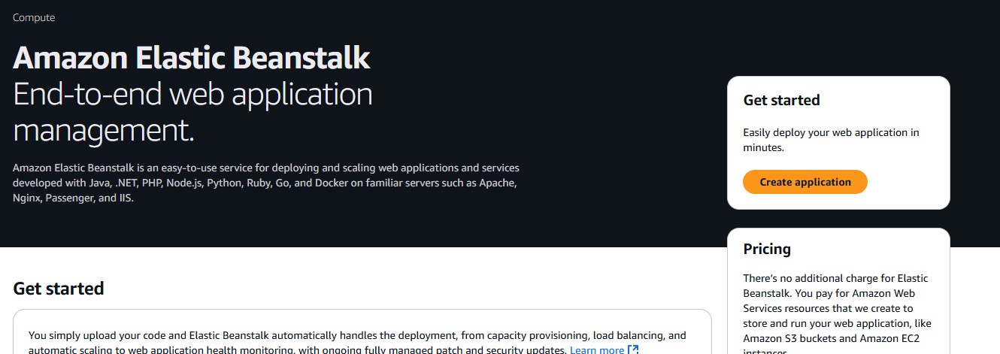 Compute
Amazon Elastic Beanstalk
End-to-end web application
management.
Amazon Elastic Beanstalk is an easy-to-use service for deploying and scaling web applications and services
developed with Java, .NET, PHP, Node.js, Python, Ruby, Go, and Docker on familiar servers such as Apache,
Nginx, Passenger, and IIS.
Get started
Easily deploy your web application in
minutes.
Create application
Pricing
There's no additional charge for Elastic
Beanstalk. You pay for Amazon Web
Services resources that we create to
store and run your web application, like
Amazon S3 buckets and Amazon EC2
instances.
Get started
You simply upload your code and Elastic Beanstalk automatically handles the deployment, from capacity provisioning, load balancing, and
automatic scaling to web application health monitoring, with ongoing fully managed patch and security updates. Learn more